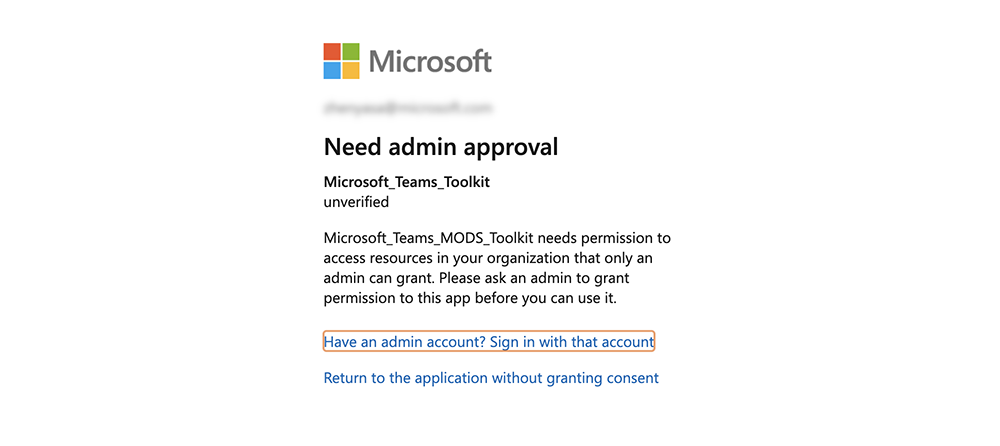 Microsoft
Need admin approval
Microsoft_Teams_Toolkit
unverified
Microsoft_Teams_MODS_Toolkit needs permission to
access resources in your organization that only an
admin can grant. Please ask an admin to grant
permission to this app before you can use it.
Have an admin account? Sign in with that account
Return to the application without granting consent